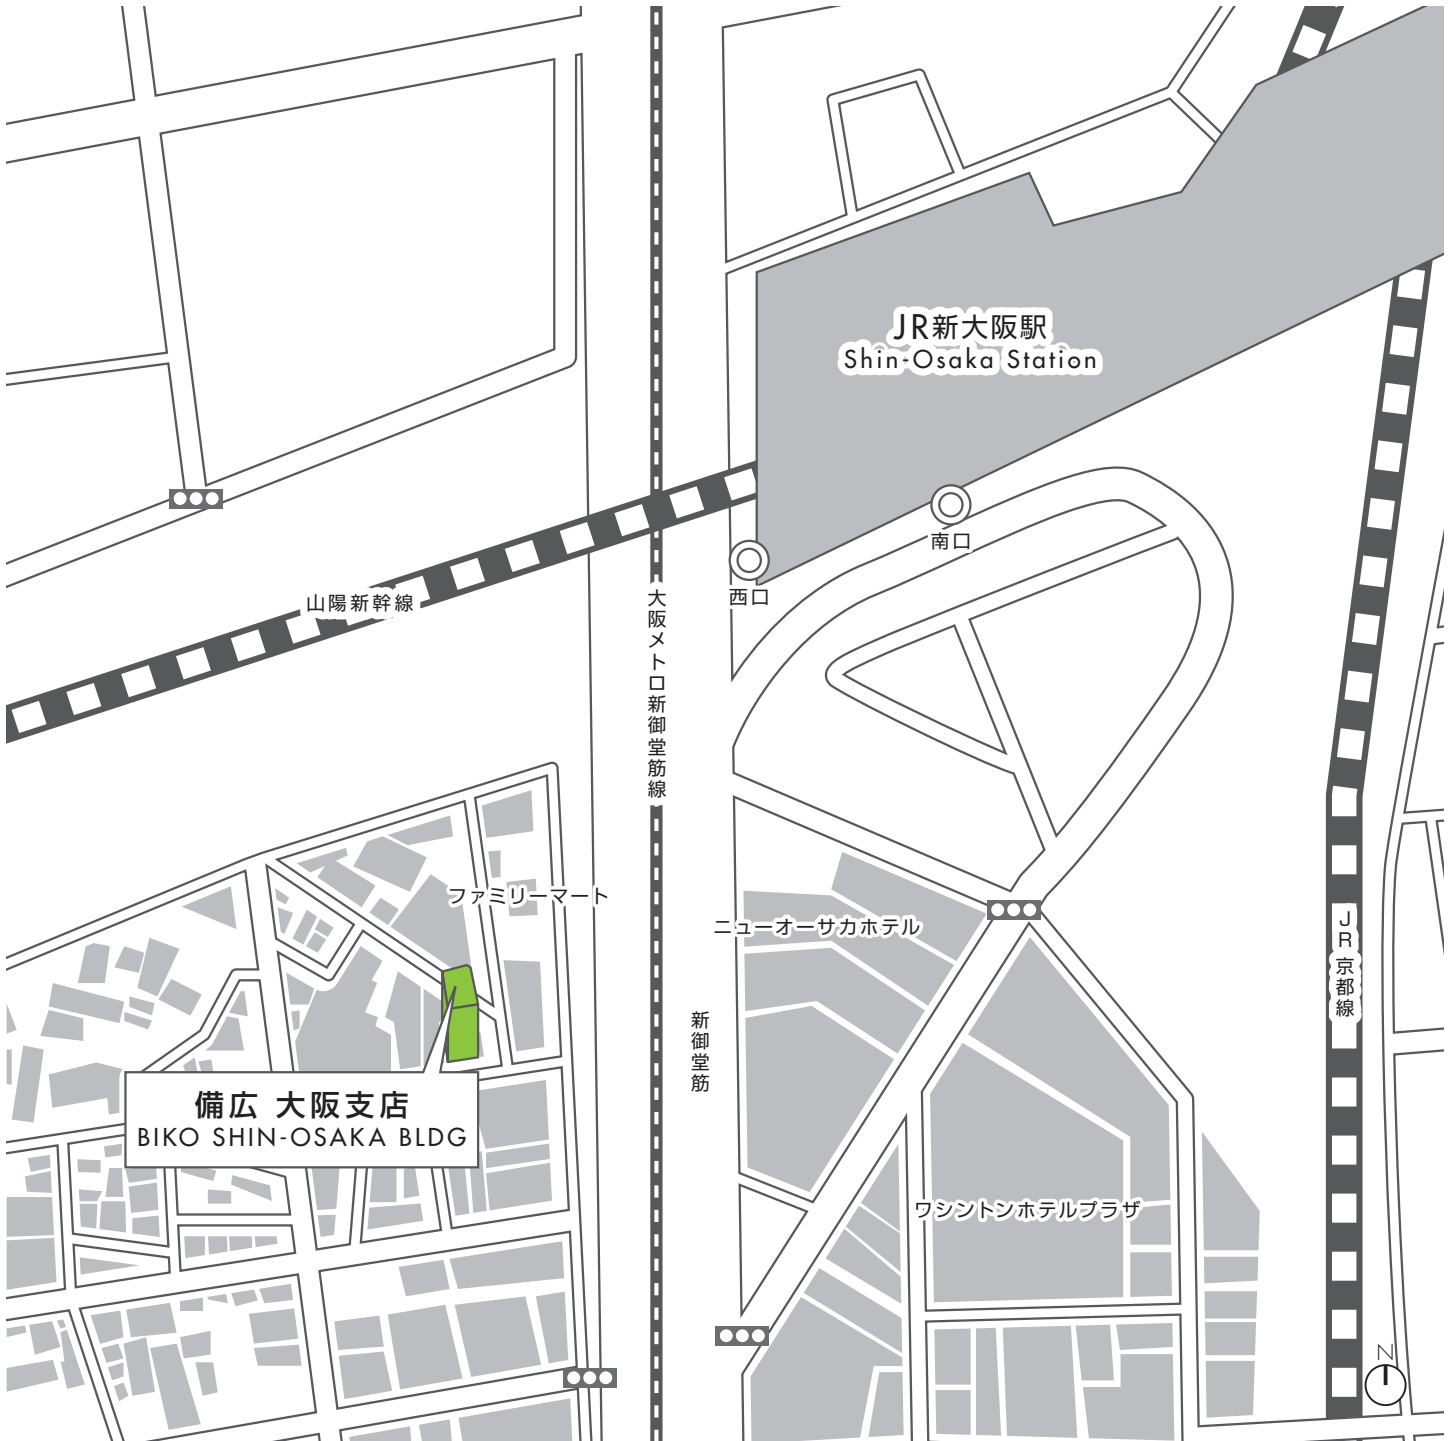 JR新大阪駅
Shin-Osaka Station
南口
西口
山陽新幹線
大阪メトロ新御堂筋線
ファミリーマート
ニューオーサカホテル
JR京都線
新御堂筋
備広 大阪支店
BIKO SHIN-OSAKA BLDG
ワシントンホテルプラザ
N